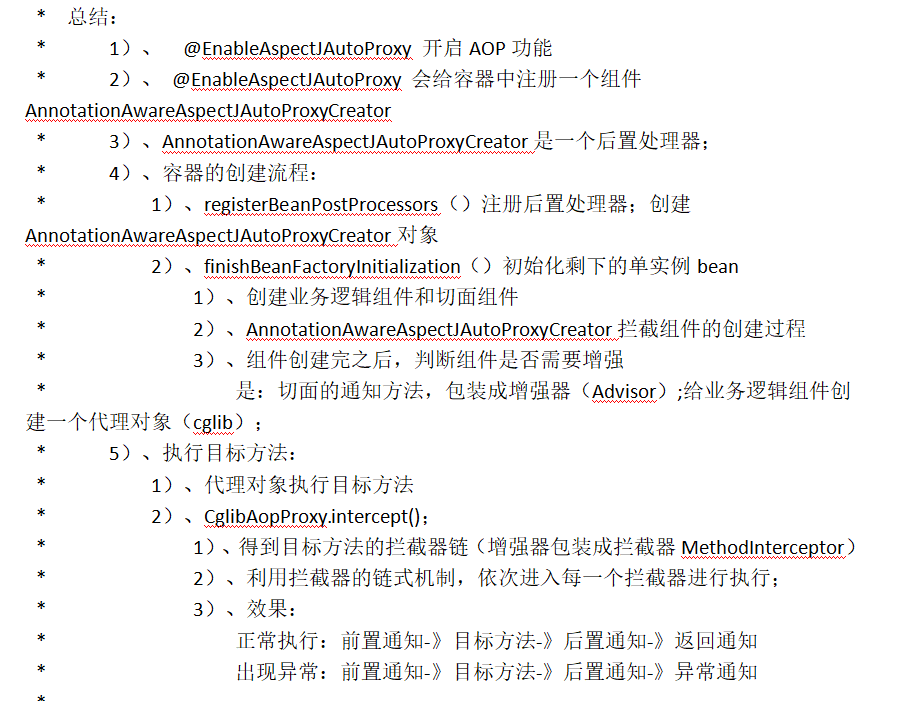 * 总结：
* 1）、 @EnableAspectJAutoProxy 开启 AOP 功能
* 2）、 @EnableAspectJAutoProxy 会给容器中注册一个组件
AnnotationAwareAspectJAutoProxyCreator
* 3）、AnnotationAwareAspectJAutoProxyCreator 是一个后置处理器；
* 4）、容器的创建流程：
* 1）、registerBeanPostProcessors（）注册后置处理器；创建
AnnotationAwareAspectJAutoProxyCreator 对象
* 2）、finishBeanFactoryInitialization（）初始化剩下的单实例 bean
* 1）、创建业务逻辑组件和切面组件
* 2）、AnnotationAwareAspectJAutoProxyCreator 拦截组件的创建过程
* 3）、组件创建完之后，判断组件是否需要增强
* 是：切面的通知方法，包装成增强器（Advisor）;给业务逻辑组件创
建一个代理对象（cglib）；
* 5）、执行目标方法：
* 1）、代理对象执行目标方法
* 2）、CglibAopProxy.intercept()；
* 1）、得到目标方法的拦截器链（增强器包装成拦截器 MethodInterceptor）
* 2）、利用拦截器的链式机制，依次进入每一个拦截器进行执行；
* 3）、效果：
* 正常执行：前置通知-》目标方法-》后置通知-》返回通知
* 出现异常：前置通知-》目标方法-》后置通知-》异常通知
*